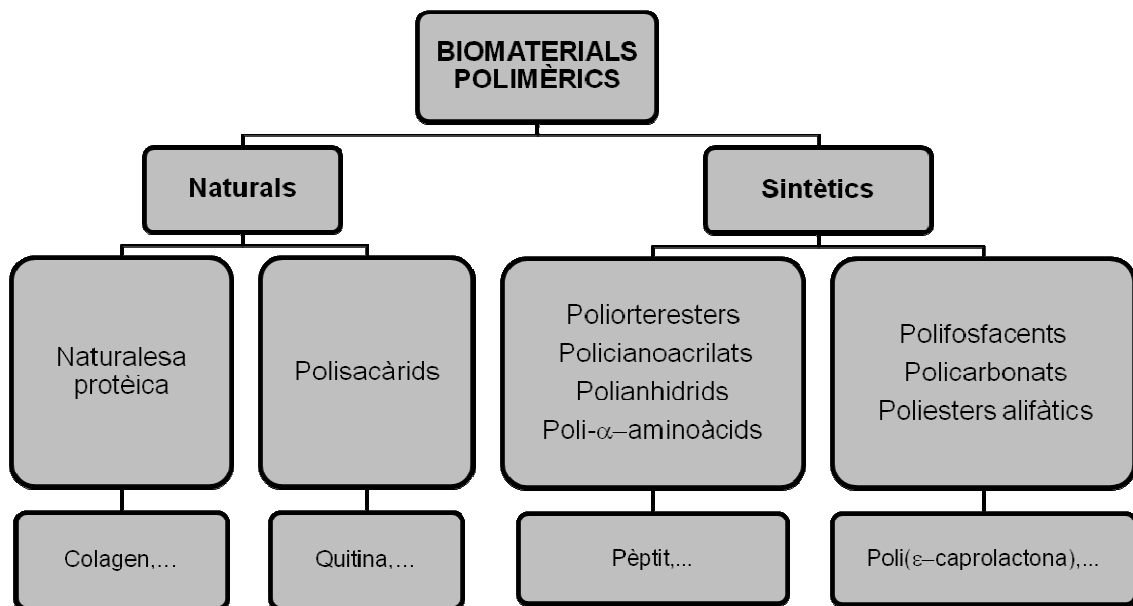 BIOMATERIALS
POLIMÈRICS
Naturals
Sintètics
Naturalesa
protèica
Polisacàrids
Poliorteresters
Policianoacrilats
Polianhidrids
Poli-α–aminoàcids
Polifosfacents
Policarbonats
Poliesters alifàtics
Colagen,...
Quitina,...
Pèptit,...
Poli(ε–caprolactona),...